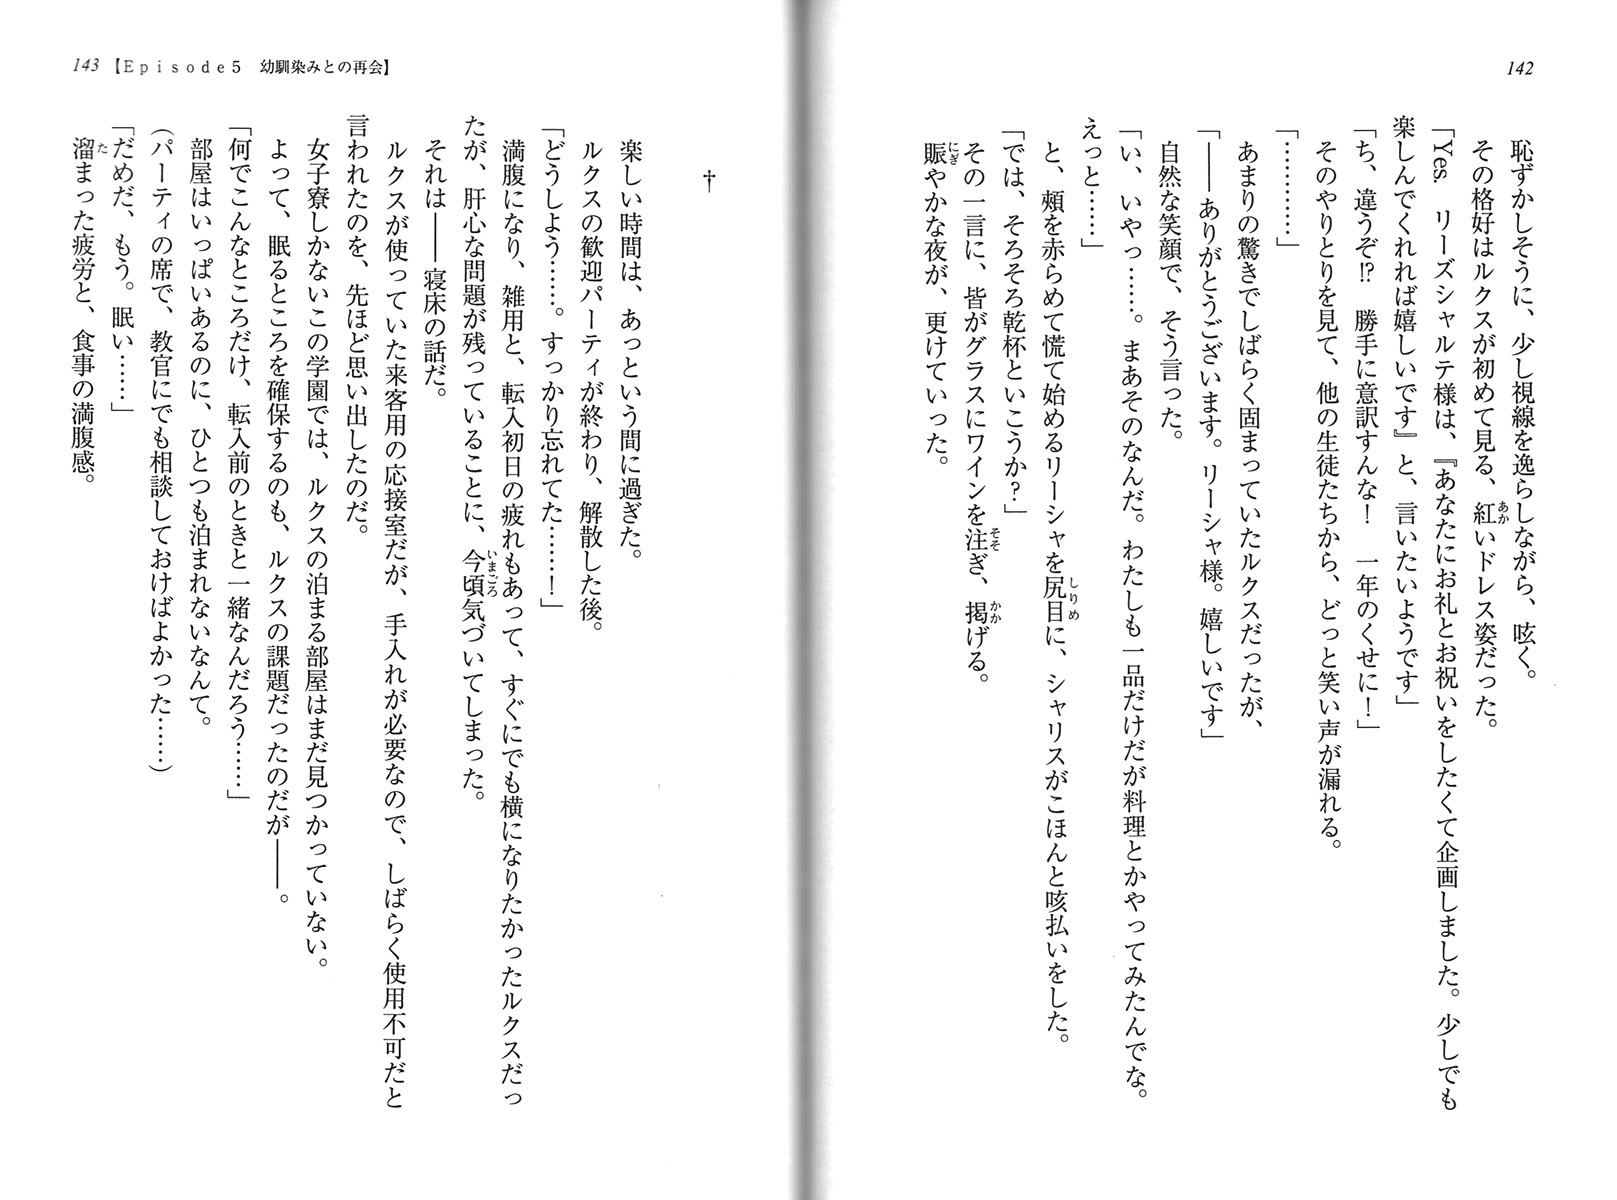 142
恥ずかしそうに、少し視線を逸らしながら、呟く。
その格好はルクスが初めて見る、紅いドレス姿だった。
「Yes. リーズシャルテ様は、『あなたにお礼とお祝いをしたくて企画しました。少しでも
楽しんでくれれば嬉しいです』と、言いたいようです」
「ち、違うぞ!? 勝手に意訳すんな! 一年のくせに!」
そのやりとりを見て、他の生徒たちから、どっと笑い声が漏れる。
「…………」
あまりの驚きでしばらく固まっていたルクスだったが、
「――ありがとうございます。リーシャ様。嬉しいです」
自然な笑顔で、そう言った。
「い、いやっ……。まあそのなんだ。わたしも一品だけだが料理とかやってみたんでな。
えっと……」
と、頬を赤らめて慌て始めるリーシャを尻目に、シャリスがこほんと咳払いをした。
「では、そろそろ乾杯といこうか?」
その一言に、皆がグラスにワインを注ぎ、掲げる。
賑やかな夜が、更けていった。
143 【Episode5 幼馴染みとの再会】
†
楽しい時間は、あっという間に過ぎた。
ルクスの歓迎パーティが終わり、解散した後。
「どうしよう……。すっかり忘れてた……!」
満腹になり、雑用と、転入初日の疲れもあって、すぐにでも横になりたかったルクスだっ
たが、肝心な問題が残っていることに、今頃気づいてしまった。
それは――寝床の話だ。
ルクスが使っていた来客用の応接室だが、手入れが必要なので、しばらく使用不可だと
言われたのを、先ほど思い出したのだ。
女子寮しかないこの学園では、ルクスの泊まる部屋はまだ見つかっていない。
よって、眠るところを確保するのも、ルクスの課題だったのだが――。
「何でこんなところだけ、転入前のときと一緒なんだろう……」
部屋はいっぱいあるのに、ひとつも泊まれないなんて。
(パーティの席で、教官にでも相談しておけばよかった……)
「だめだ、もう。眠い……」
溜まった疲労と、食事の満腹感。